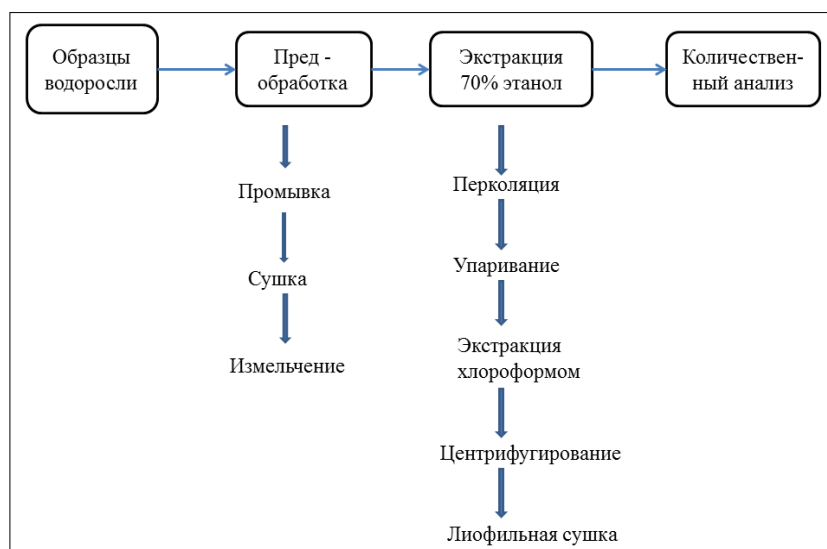 Образцы
водоросли
Пред -
обработка
Экстракция
70% этанол
Количествен-
ный анализ
Промывка
Сушка
Измельчение
Перколяция
Упаривание
Экстракция
хлороформом
Центрифугирование
Лиофильная сушка